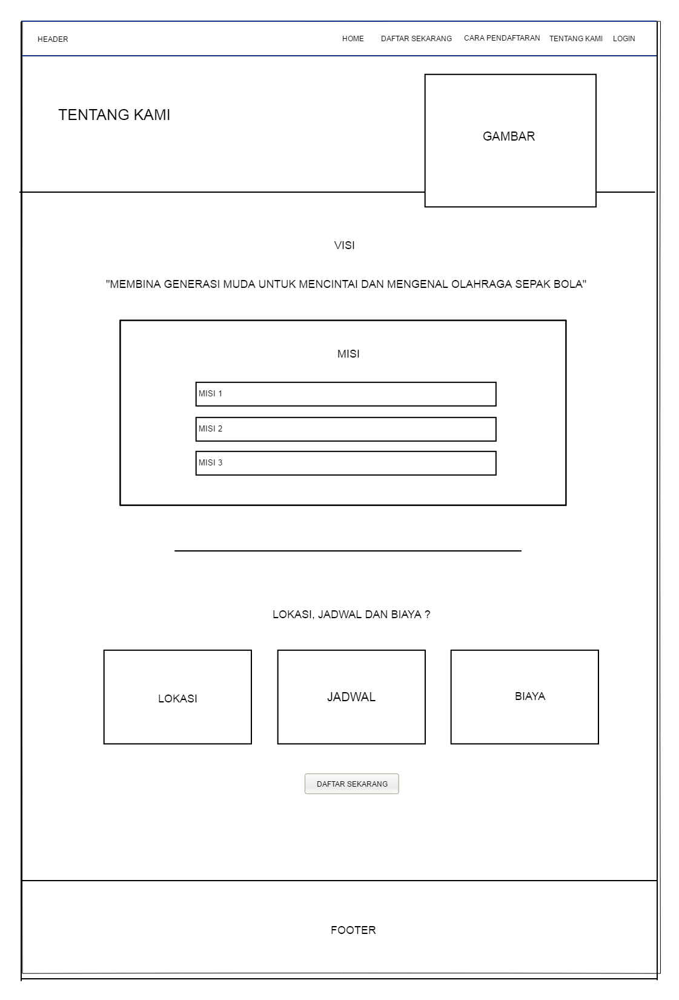 HEADER
HOME DAFTAR SEKARANG CARA PENDAFTARAN TENTANG KAMI LOGIN
TENTANG KAMI
GAMBAR
VISI
"MEMBINA GENERASI MUDA UNTUK MENCINTAI DAN MENGENAL OLAHRAGA SEPAK BOLA"
MISI
MISI 1
MISI 2
MISI 3
LOKASI, JADWAL DAN BIAYA ?
LOKASI
JADWAL
BIAYA
DAFTAR SEKARANG
FOOTER